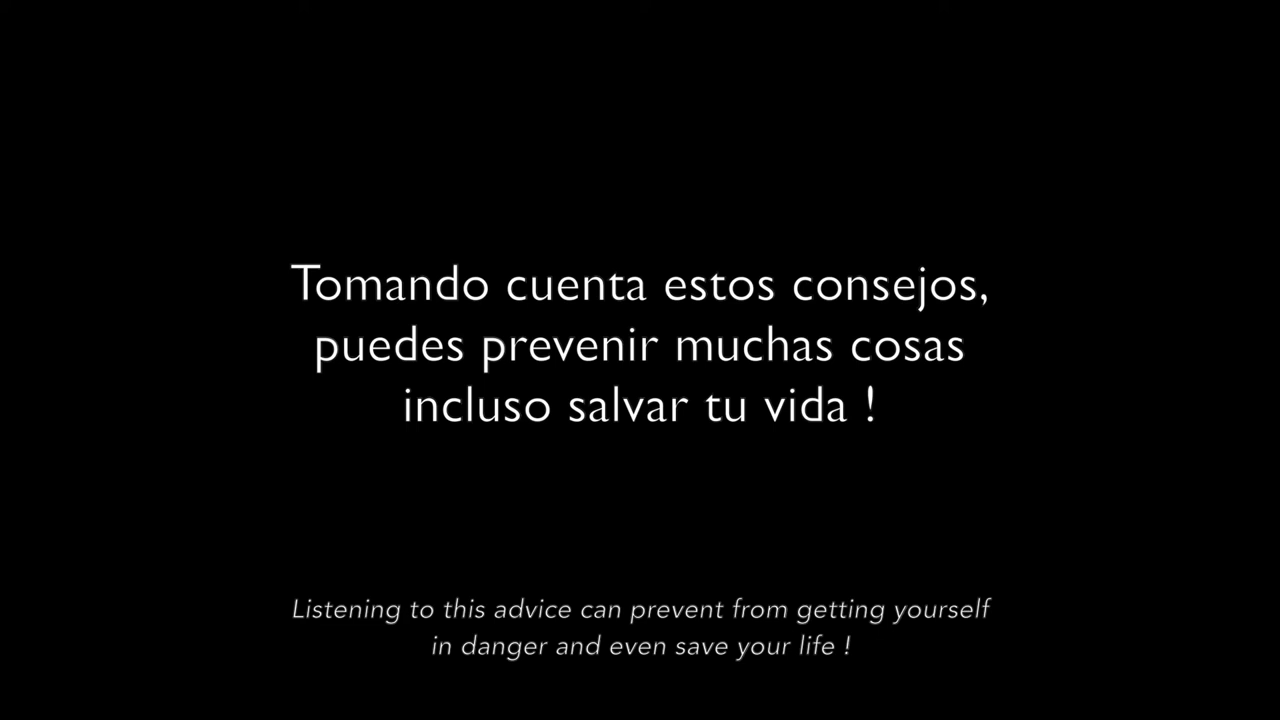 Tomando cuenta estos consejos,
puedes prevenir muchas cosas
incluso salvar tu vida !
Listening to this advice can prevent from getting yourself
in danger and even save your life !